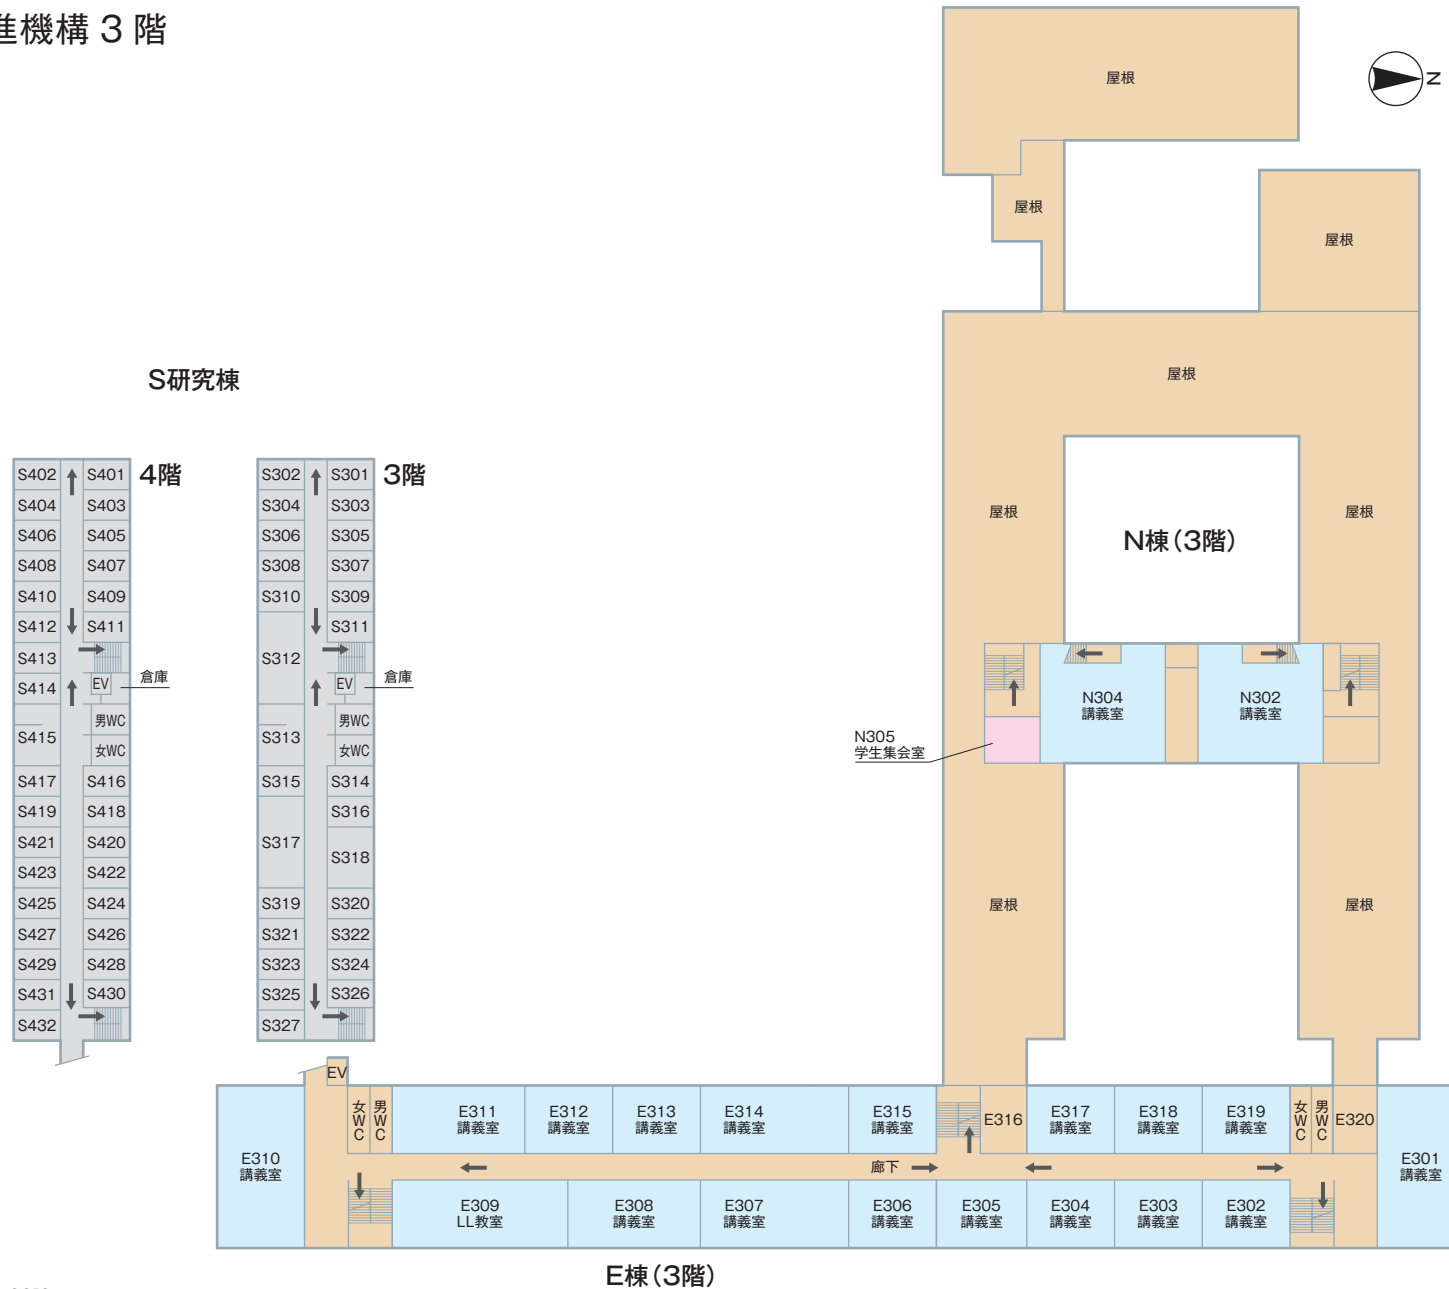 進機構 3 階
N
屋根
屋根
屋根
屋根
屋根
屋根
屋根
屋根
N棟(3階)
N304
講義室
N302
講義室
N305
学生集会室
S研究棟
4階
S402 S401
S404 S403
S406 S405
S408 S407
S410 S409
S412 S411
S413
S414 EV 倉庫
S415 男WC
女WC
S417 S416
S419 S418
S421 S420
S423 S422
S425 S424
S427 S426
S429 S428
S431 S430
S432
3階
S302 S301
S304 S303
S306 S305
S308 S307
S310 S309
S311
S312
EV 倉庫
S313 男WC
女WC
S315 S314
S316
S317
S318
S319 S320
S321 S322
S323 S324
S325 S326
S327
EV
女WC
男WC
E311
講義室
E312
講義室
E313
講義室
E314
講義室
E315
講義室
E316
E317
講義室
E318
講義室
E319
講義室
女WC
男WC
E320
E310
講義室
廊下
E301
講義室
E309
LL教室
E308
講義室
E307
講義室
E306
講義室
E305
講義室
E304
講義室
E303
講義室
E302
講義室
E棟(3階)